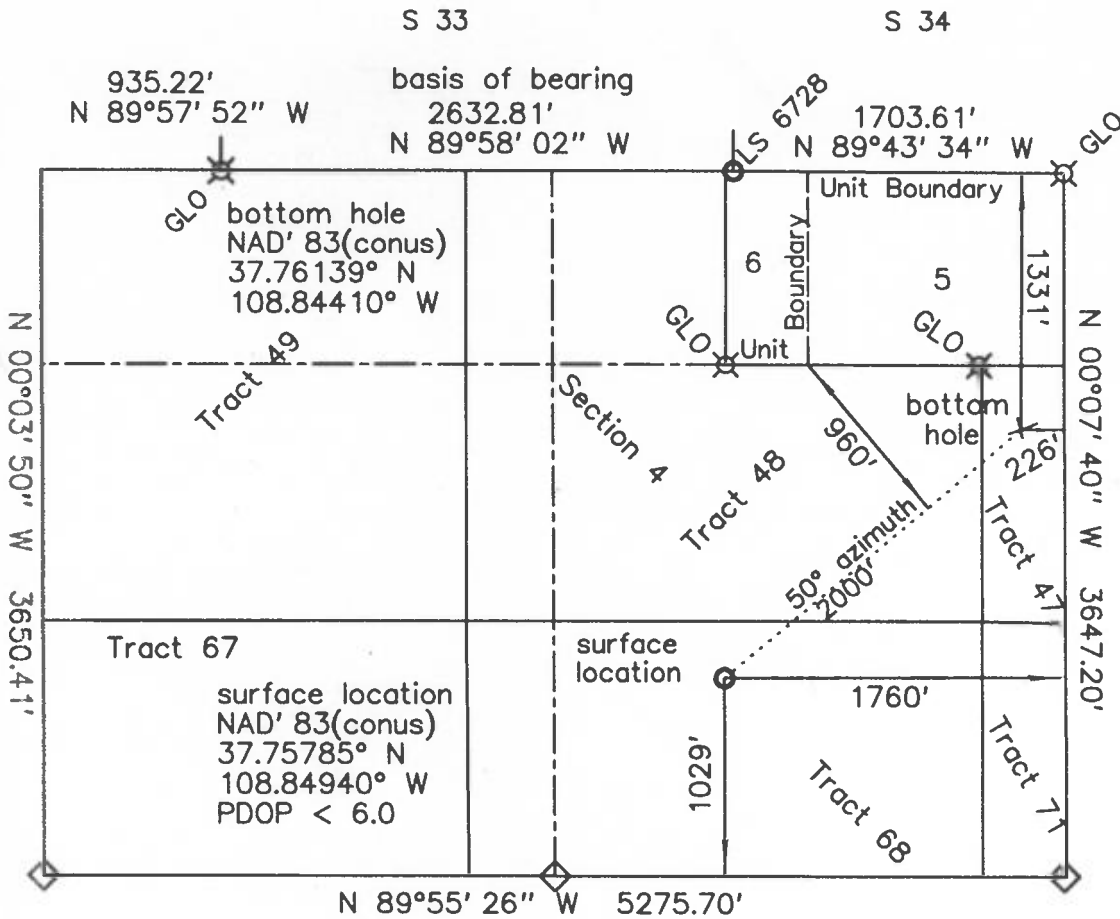 S 33
S 34
935.22'
N 89°57' 52" W
basis of bearing
2632.81'
N 89°58' 02" W
LS 6728
1703.61'
N 89°43' 34" W
GLO
GLO
bottom hole
NAD' 83(conus)
37.76139° N
108.84410° W
Unit Boundary
6
Boundary
5
1331'
GLO
Unit
GLO
N 00°03' 50" W 3650.41'
N 00°07' 40" W 3647.20'
Tract 49
Section 4
960'
bottom
hole
226'
Tract 48
50° azimuth
2000'
Tract 47
Tract 67
surface
location
surface location
NAD' 83(conus)
37.75785° N
108.84940° W
PDOP < 6.0
1760'
1029'
Tract 68
Tract 71
N 89°55' 26" W 5275.70'